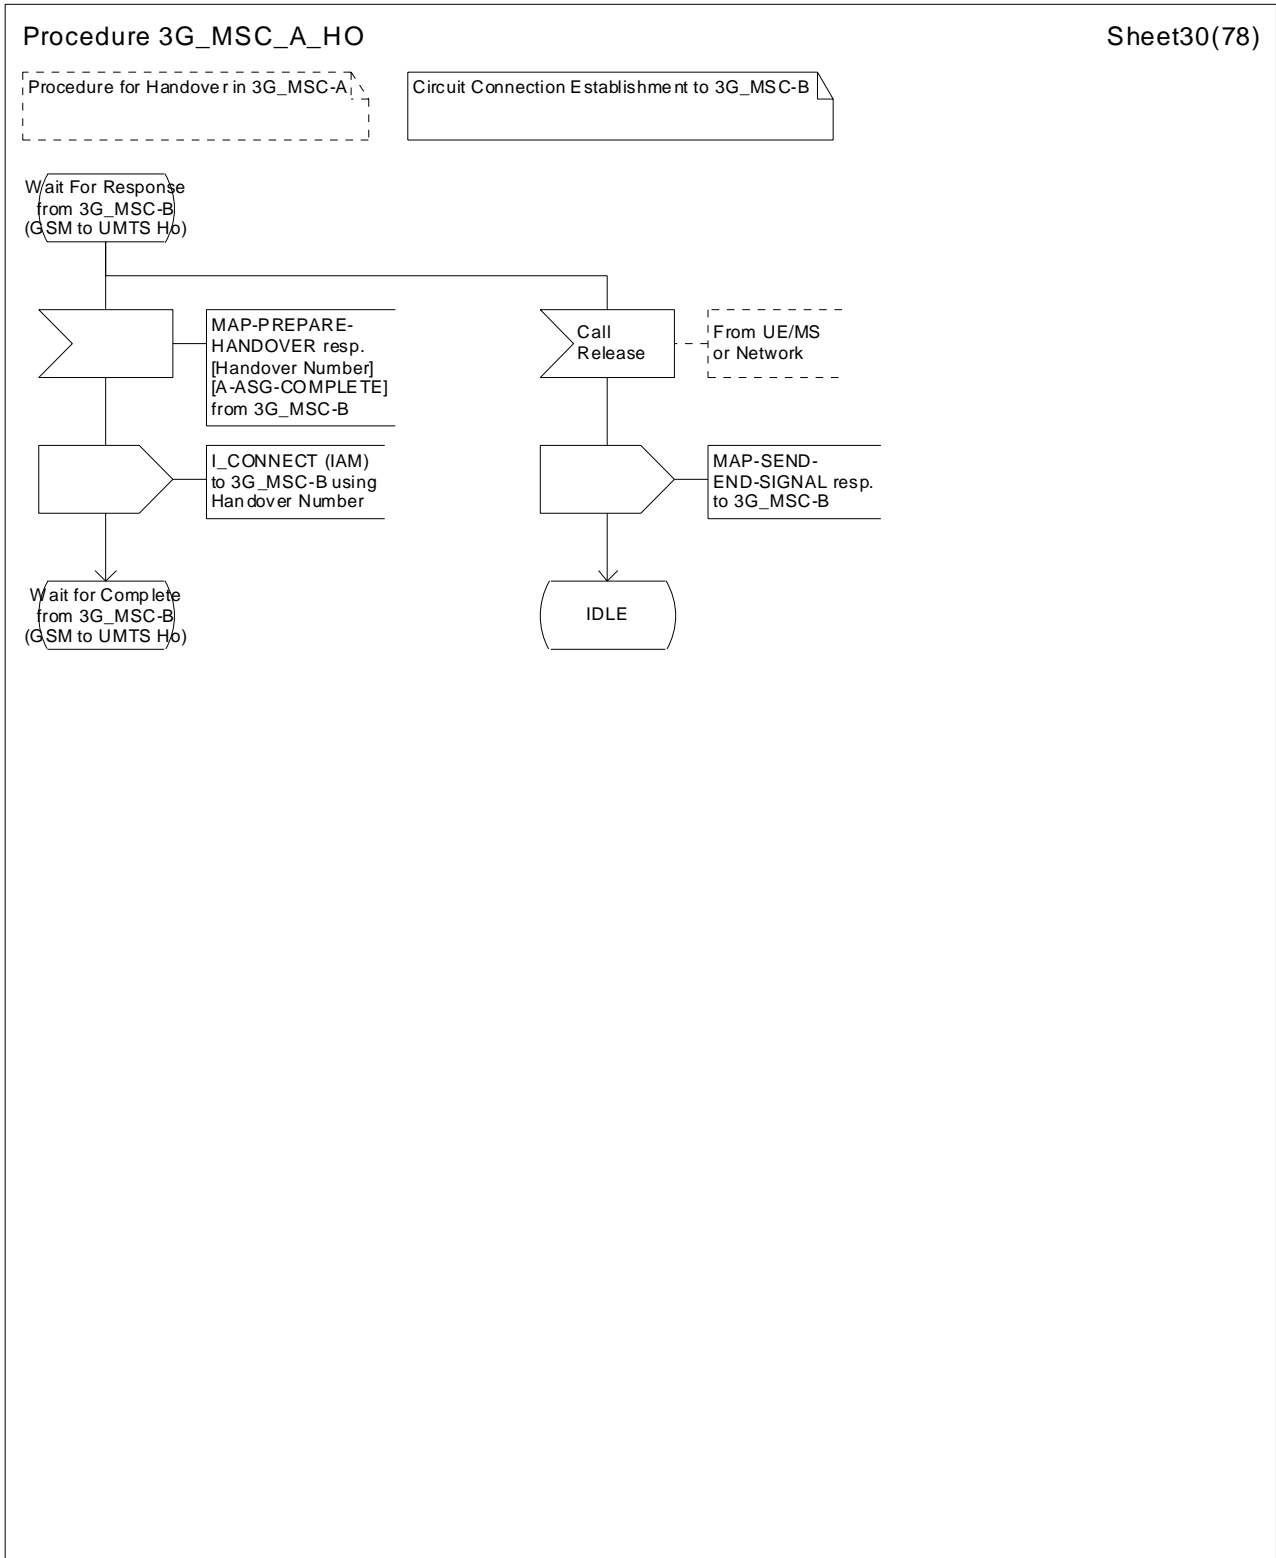 Procedure 3G_MSC_A_HO
Sheet30(78)
Procedure for Handover in 3G_MSC-A
Circuit Connection Establishment to 3G_MSC-B
Wait For Response
from 3G_MSC-B
(GSM to UMTS Ho)
MAP-PREPARE-
HANDOVER resp.
[Handover Number]
[A-ASG-COMPLETE]
from 3G_MSC-B
Call
Release
From UE/MS
or Network
I_CONNECT (IAM)
to 3G_MSC-B using
Handover Number
MAP-SEND-
END-SIGNAL resp.
to 3G_MSC-B
Wait for Complete
from 3G_MSC-B
(GSM to UMTS Ho)
IDLE